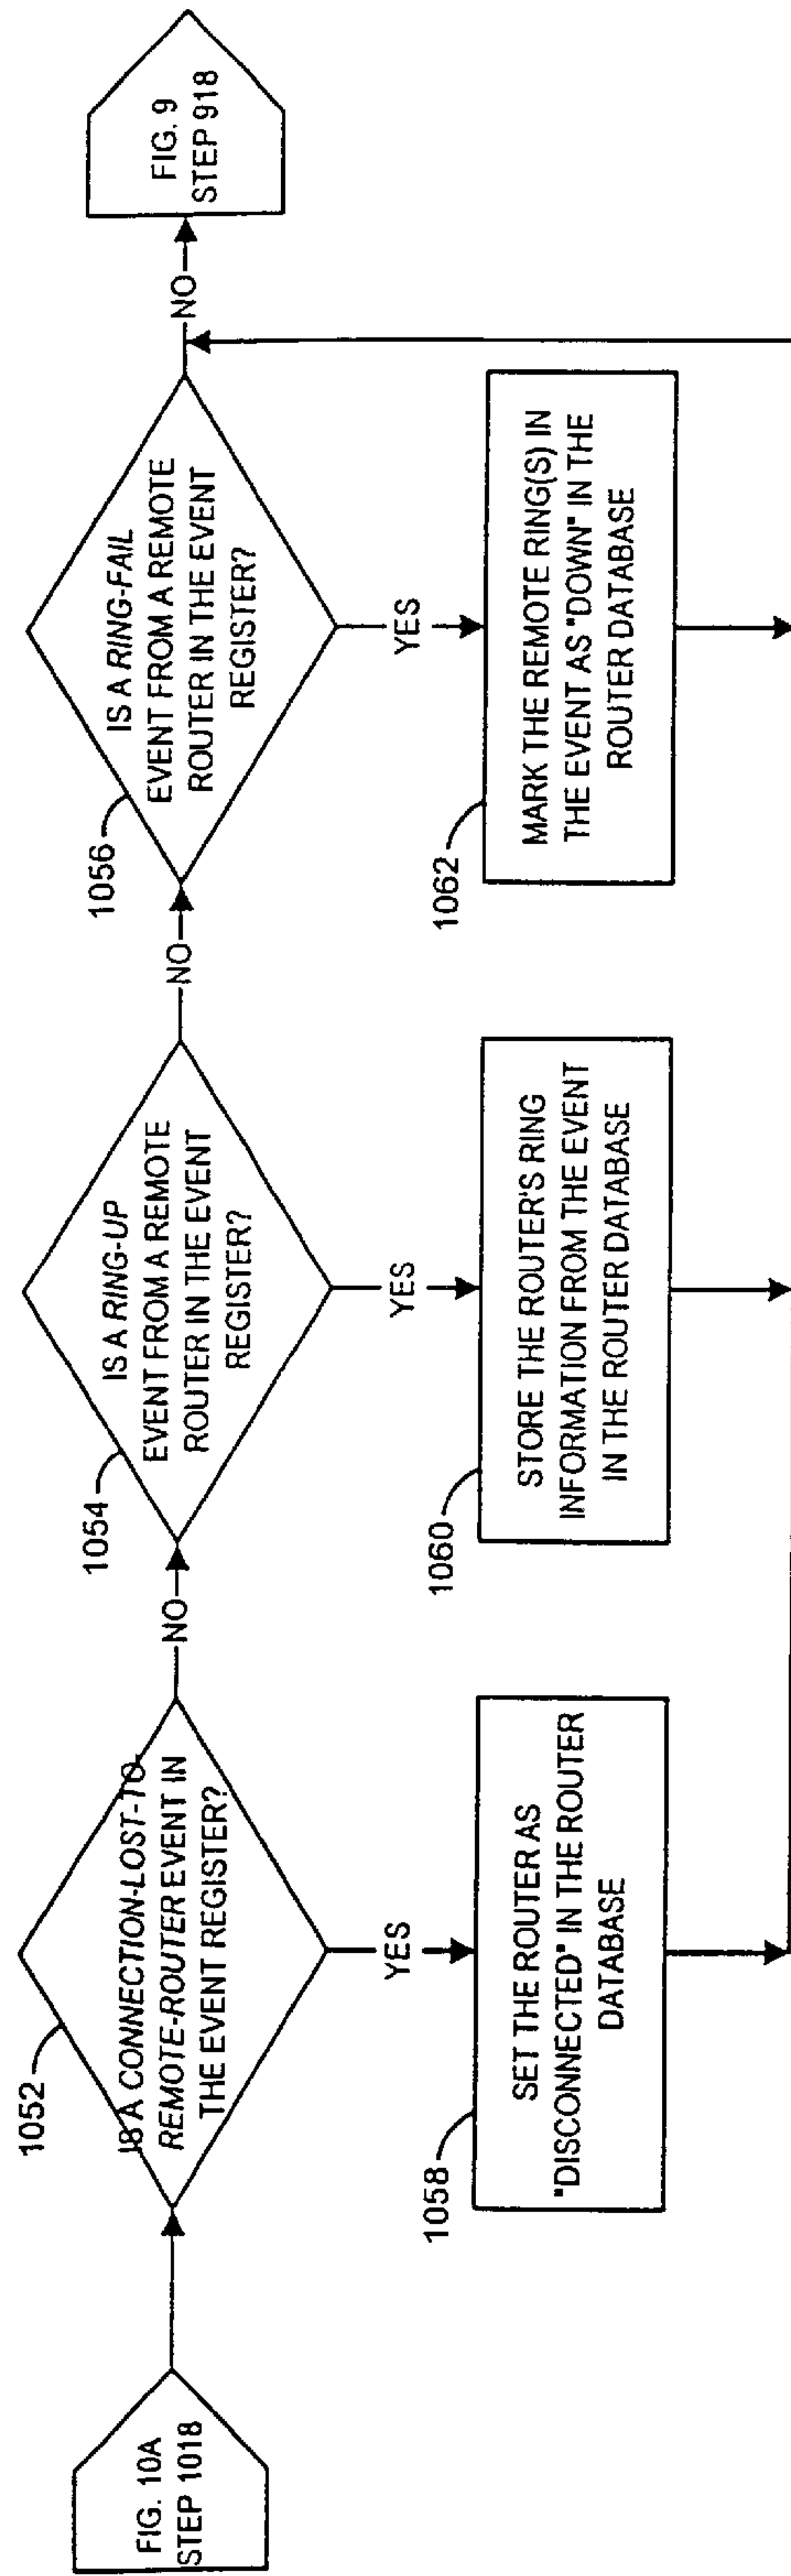 FIG. 10A
STEP 1018
1052
IS A CONNECTION-LOST-TO-
REMOTE-ROUTER EVENT IN
THE EVENT REGISTER?
NO
YES
1058
SET THE ROUTER AS
"DISCONNECTED" IN THE ROUTER
DATABASE
1054
IS A RING-UP
EVENT FROM A REMOTE
ROUTER IN THE EVENT
REGISTER?
NO
YES
1060
STORE THE ROUTER'S RING
INFORMATION FROM THE EVENT
IN THE ROUTER DATABASE
1056
IS A RING-FAIL
EVENT FROM A REMOTE
ROUTER IN THE EVENT
REGISTER?
NO
YES
1062
MARK THE REMOTE RING(S) IN
THE EVENT AS "DOWN" IN THE
ROUTER DATABASE
FIG. 9
STEP 918